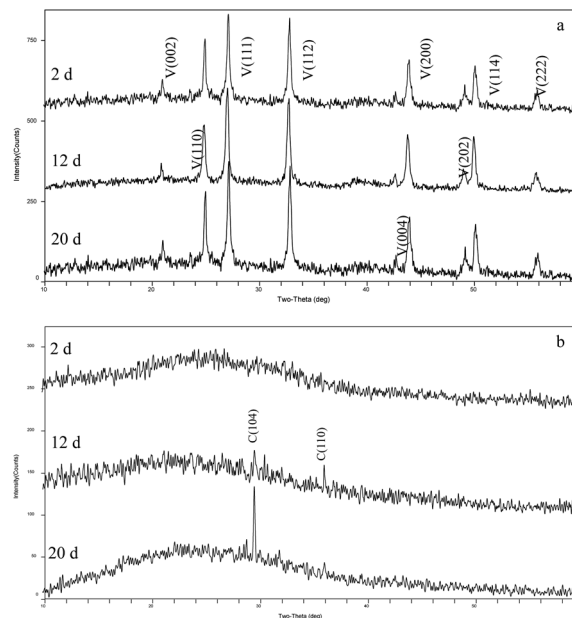 a
750
2 d
V(002)
V(111)
V(112)
V(200)
V(114)
V(222)
500
Intensity(Counts)
12 d
V(110)
V(202)
250
20 d
V(004)
0
10
20
30
40
50
Two-Theta (deg)
b
300
2 d
250
200
C(104)
C(110)
12 d
150
Intensity(Counts)
100
50
20 d
0
10
20
30
40
50
Two-Theta (deg)